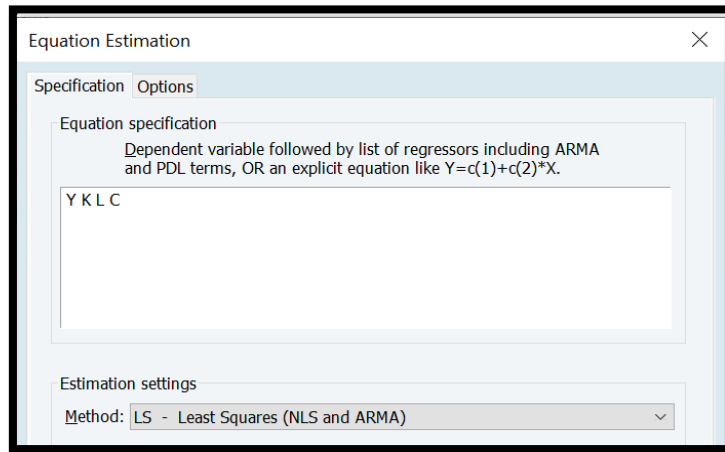 Equation Estimation
Specification Options
Equation specification
Dependent variable followed by list of regressors including ARMA
and PDL terms, OR an explicit equation like Y=c(1)+c(2)*X.
Y K L C
Estimation settings
Method: LS - Least Squares (NLS and ARMA)